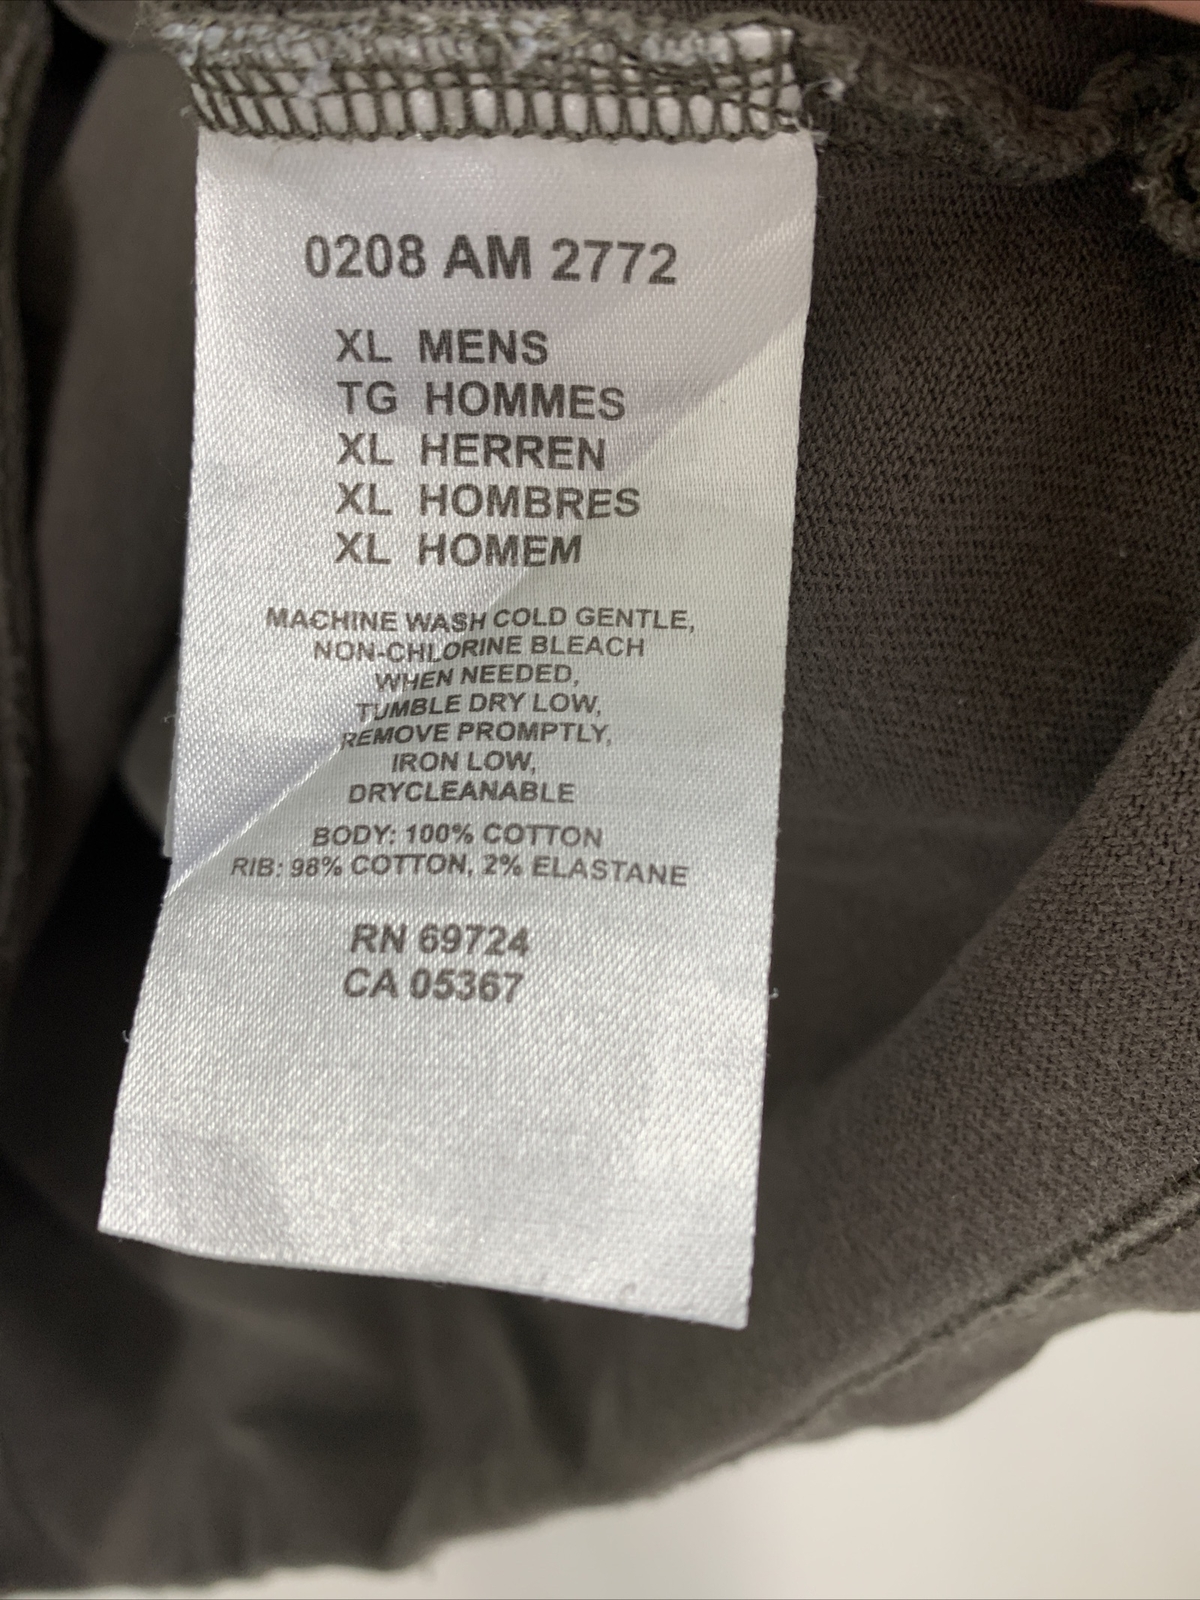 0208 AM 2772
XL MENS
TG HOMMES
XL HERREN
XL HOMBRES
XL HOMEM
MACHINE WASH COLD GENTLE,
NON-CHLORINE BLEACH
WHEN NEEDED,
TUMBLE DRY LOW,
REMOVE PROMPTLY,
IRON LOW,
DRYCLEANABLE
BODY: 100% COTTON
RIB: 98% COTTON, 2% ELASTANE
RN 69724
CA 05367